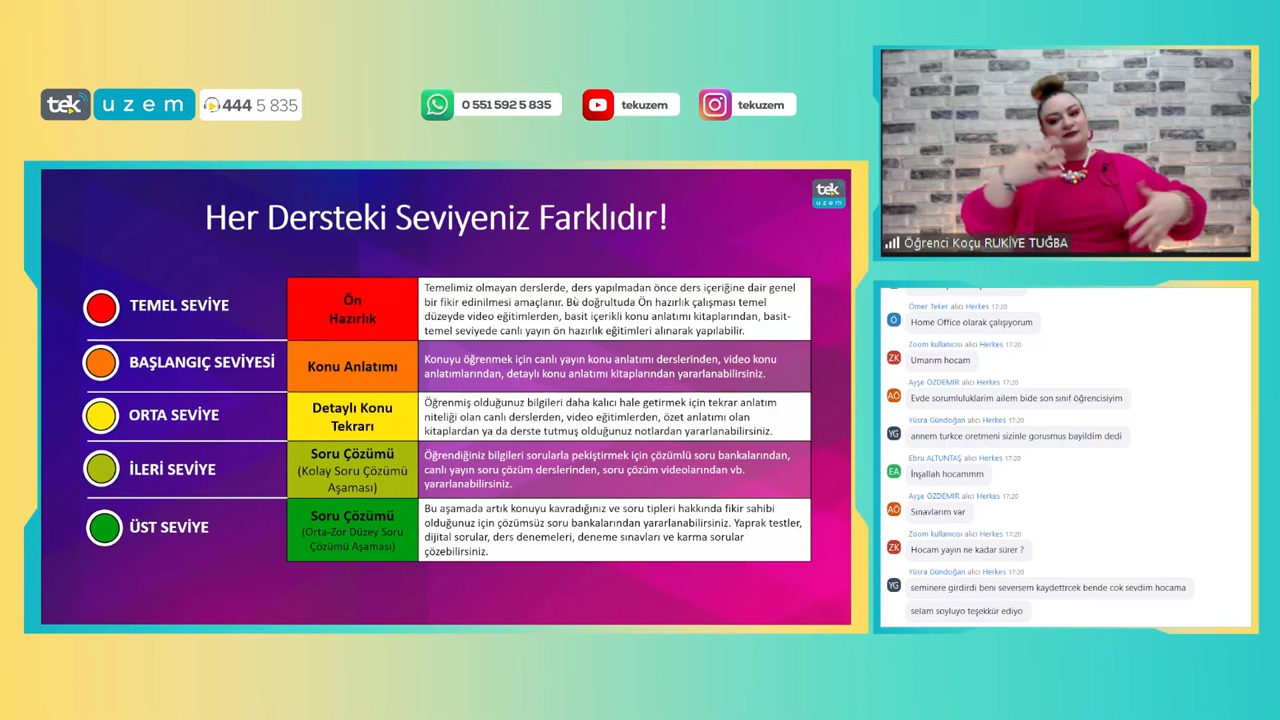 tek
uzem
444 5 835
0 551 592 5 835
tekuzem
tekuzem
tek
uzem
Her Dersteki Seviyeniz Farklıdır!
TEMEL SEVİYE
Ön
Hazırlık
Temelimiz olmayan derslerde, ders yapılmadan önce ders içeriğine dair genel
bir fikir edinilmesi amaçlanır. Bu doğrultuda Ön hazırlık çalışması temel
düzeyde video eğitimlerden, basit içerikli konu anlatımı kitaplarından, basit-
temel seviyede canlı yayın ön hazırlık eğitimleri alınarak yapılabilir.
BAŞLANGIÇ SEVİYESİ
Konu Anlatımı
Konuyu öğrenmek için canlı yayın konu anlatımı derslerinden, video konu
anlatımlarından, detaylı konu anlatımı kitaplarından yararlanabilirsiniz.
ORTA SEVİYE
Detaylı Konu
Tekrarı
Öğrenmiş olduğunuz bilgileri daha kalıcı hale getirmek için tekrar anlatım
niteliği olan canlı derslerden, video eğitimlerden, özet anlatımı olan
kitaplardan ya da derste tutmuş olduğunuz notlardan yararlanabilirsiniz.
İLERİ SEVİYE
Soru Çözümü
(Kolay Soru Çözümü
Aşaması)
Öğrendiğiniz bilgileri sorularla pekiştirmek için çözümlü soru bankalarından,
canlı yayın soru çözüm derslerinden, soru çözüm videolarından vb.
yararlanabilirsiniz.
ÜST SEVİYE
Soru Çözümü
(Orta-Zor Düzey Soru
Çözümü Aşaması)
Bu aşamada artık konuyu kavradığınız ve soru tipleri hakkında fikir sahibi
olduğunuz için çözümsüz soru bankalarından yararlanabilirsiniz. Yaprak testler,
dijital sorular, ders denemeleri, deneme sınavları ve karma sorular
çözebilirsiniz.
Öğrenci Koçu RUKİYE TUĞBA
Ömer Teker alıcı Herkes 17:20
Ö
Home Office olarak çalışıyorum
Zoom kullanıcısı alıcı Herkes 17:20
ZK
Umarım hocam
Ayşe ÖZDEMİR alıcı Herkes 17:20
AÖ
Evde sorumluluklarim ailem bide son sınıf öğrencisiyim
Yüsra Gündoğan alıcı Herkes 17:20
YG
annem turkce oretmeni sizinle gorusmus bayildim dedi
Ebru ALTUNTAŞ alıcı Herkes 17:20
EA
İnşallah hocammm
Ayşe ÖZDEMİR alıcı Herkes 17:20
AÖ
Sınavlarım var
Zoom kullanıcısı alıcı Herkes 17:20
ZK
Hocam yayın ne kadar sürer ?
Yüsra Gündoğan alıcı Herkes 17:20
YG
seminere girdirdi benı seversem kaydettrcek bende cok sevdim hocama
selam soyluyo teşekkür ediyo